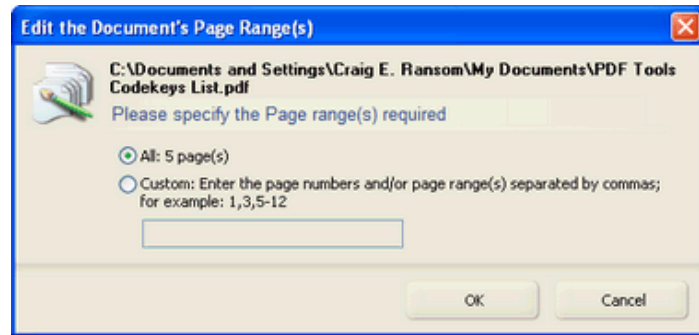 Edit the Document's Page Range(s)
C:\Documents and Settings\Craig E. Ransom\My Documents\PDF Tools
Codekeys List.pdf
Please specify the Page range(s) required
All: 5 page(s)
Custom: Enter the page numbers and/or page range(s) separated by commas;
for example: 1,3,5-12
OK Cancel